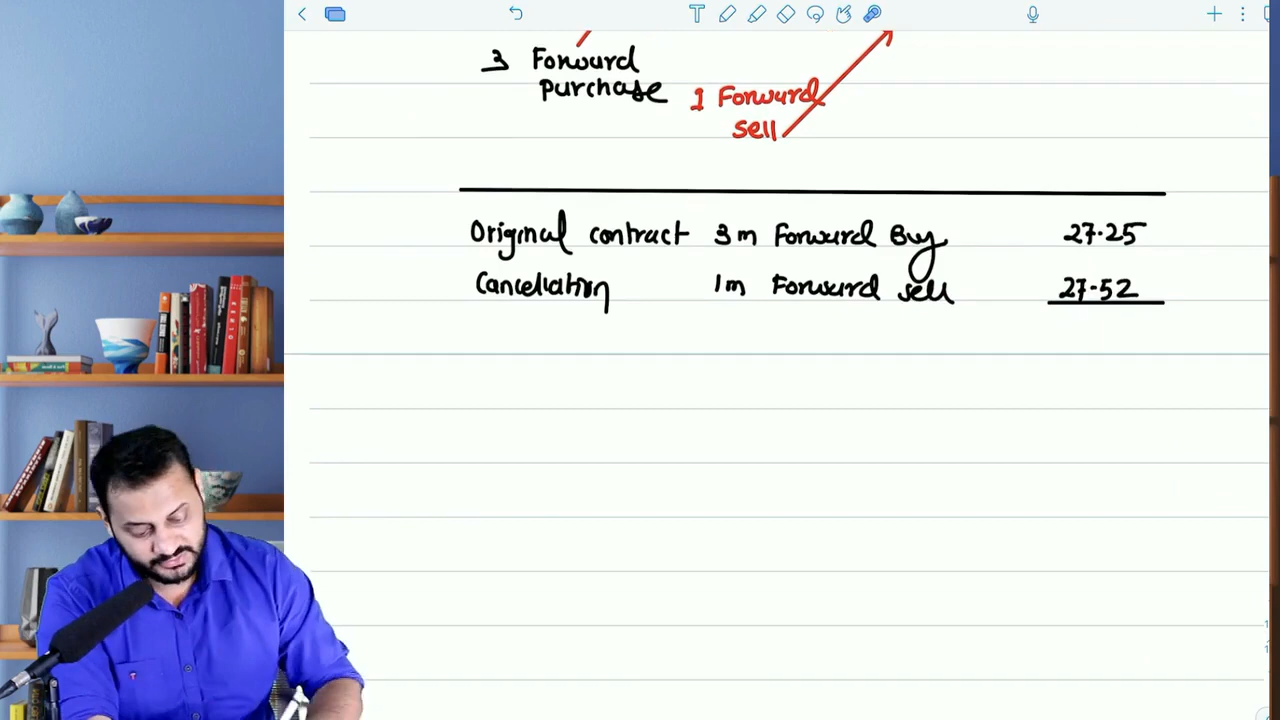 3 Forward
purchase
1 Forward
sell
Original contract 3m Forward Buy 27.25
Cancellation 1m Forward sell 27.52